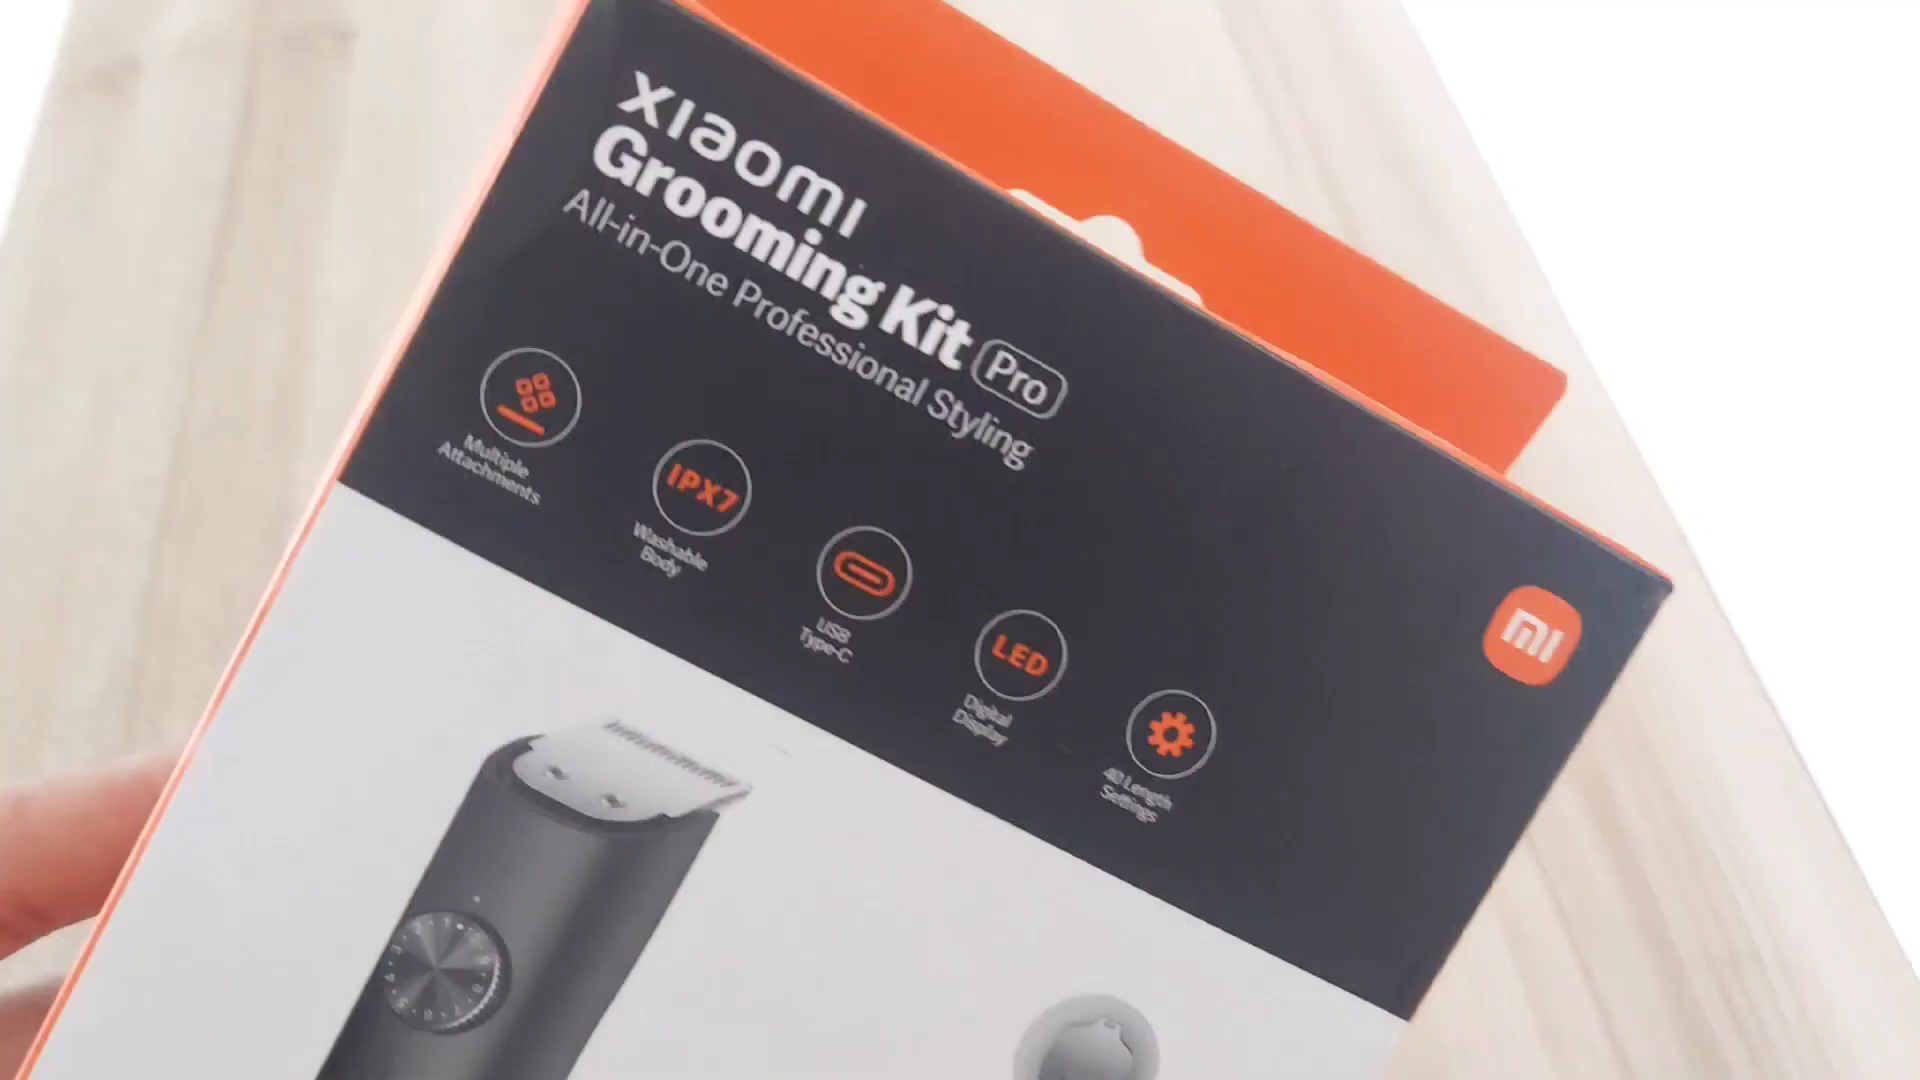 xiaomi
Grooming Kit Pro
All-in-One Professional Styling
Multiple
Attachments
IPX7
Washable
Body
USB
Type-C
LED
Digital
Display
40 Length
Settings
mi